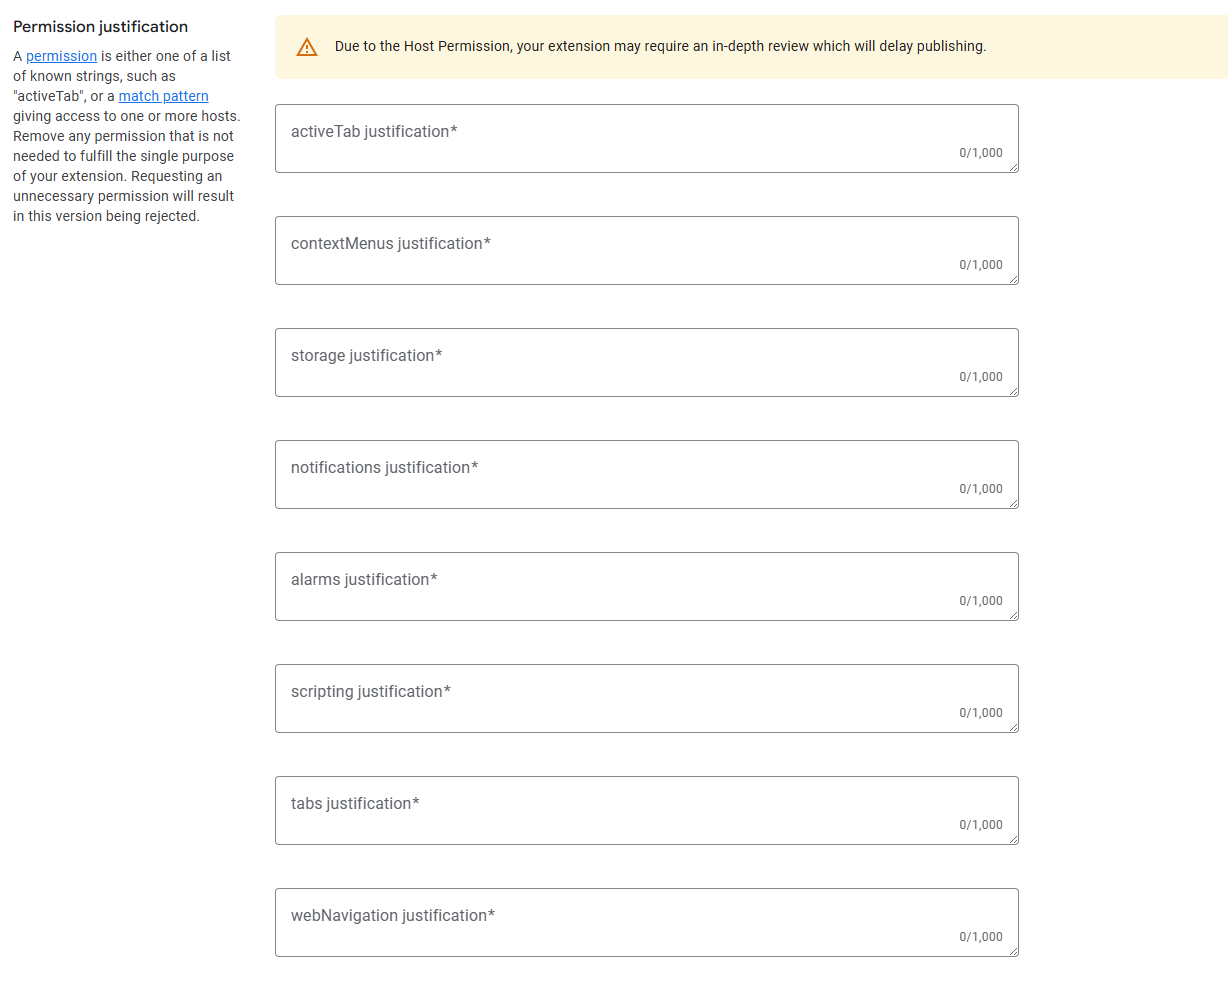 Permission justification
A permission is either one of a list
of known strings, such as
"activeTab", or a match pattern
giving access to one or more hosts.
Remove any permission that is not
needed to fulfill the single purpose
of your extension. Requesting an
unnecessary permission will result
in this version being rejected.
Due to the Host Permission, your extension may require an in-depth review which will delay publishing.
activeTab justification*
0/1,000
contextMenus justification*
0/1,000
storage justification*
0/1,000
notifications justification*
0/1,000
alarms justification*
0/1,000
scripting justification*
0/1,000
tabs justification*
0/1,000
webNavigation justification*
0/1,000